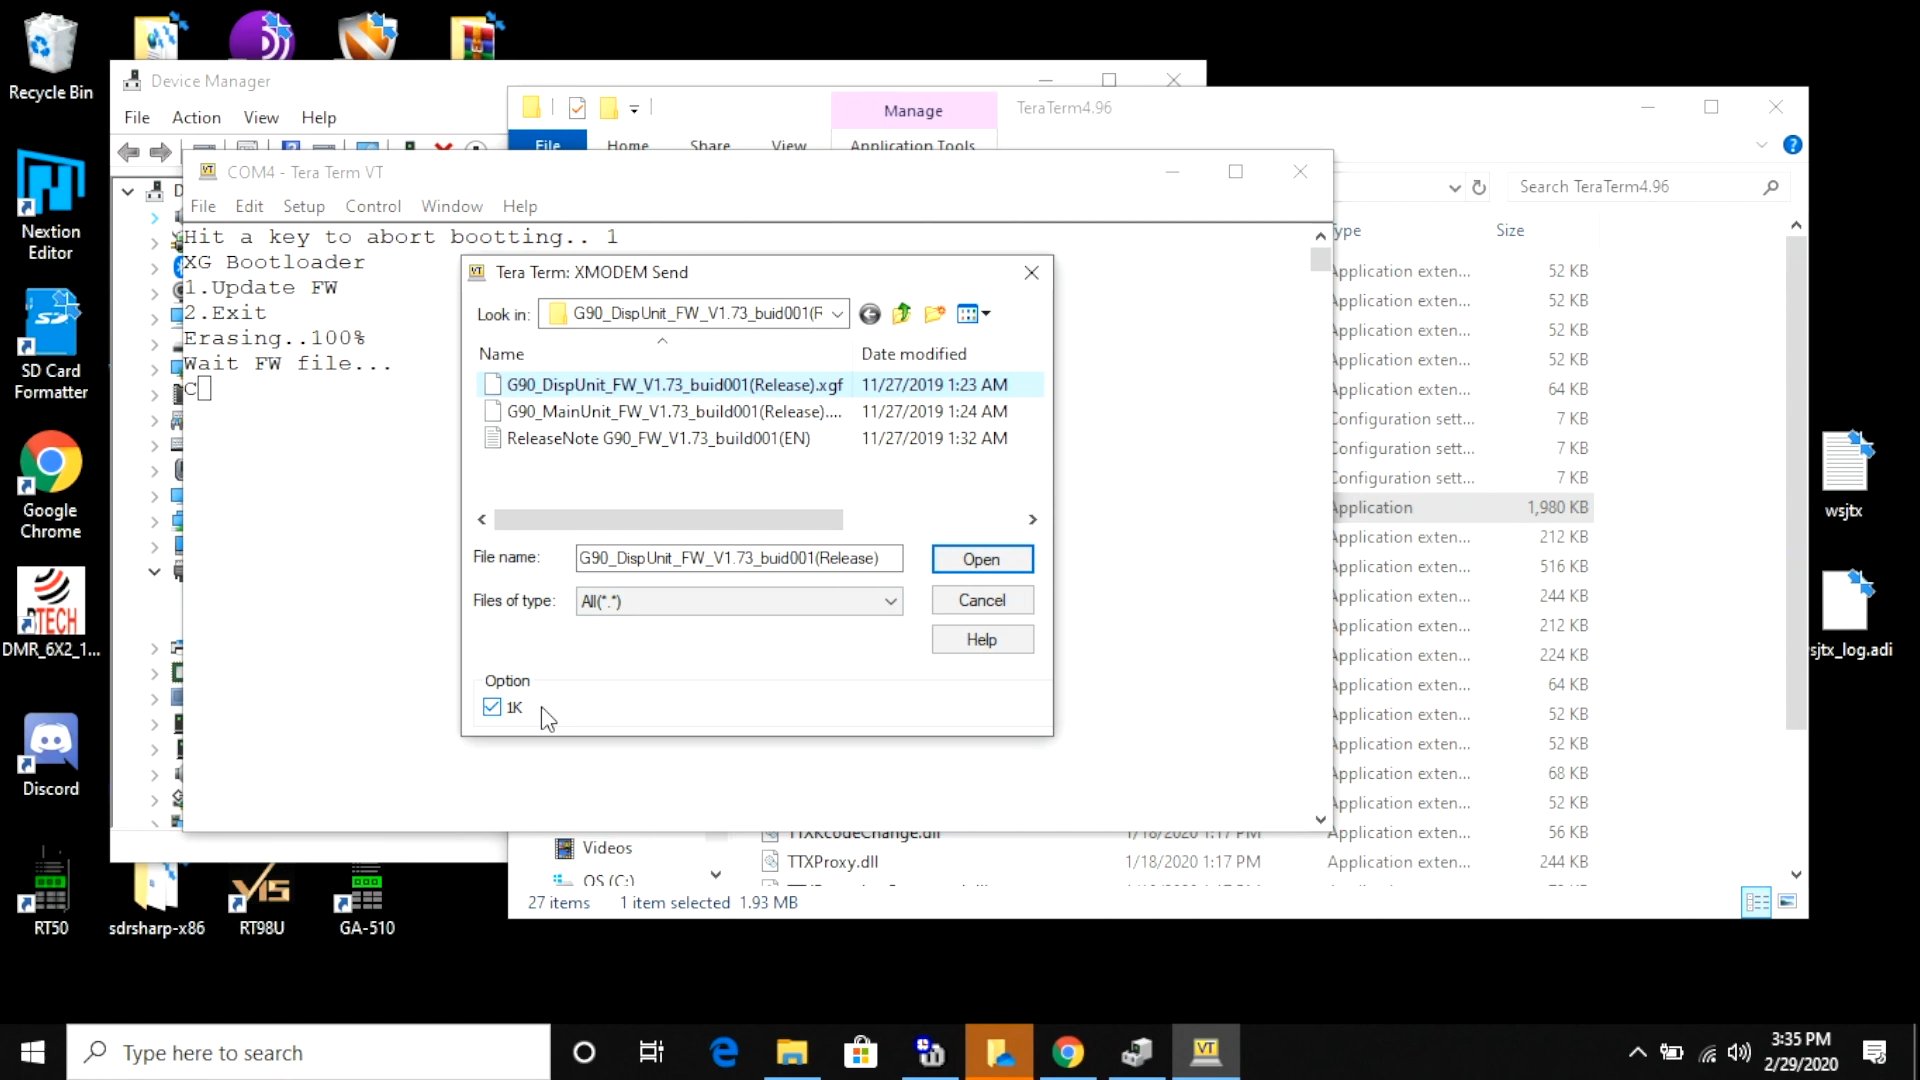 Recycle Bin
Nextion
Editor
SD Card
Formatter
Google
Chrome
BTECH
DMR_6X2_1...
Discord
RT50
sdrsharp-x86
RT98U
GA-510
wsjtx
sjtx_log.adi
Device Manager
File Action View Help
Manage
TeraTerm4.96
File Home Share View Application Tools
Search TeraTerm4.96
COM4 - Tera Term VT
File Edit Setup Control Window Help
Hit a key to abort bootting.. 1
XG Bootloader
1.Update FW
2.Exit
Erasing..100%
Wait FW file...
C
Tera Term: XMODEM Send
Look in: G90_DispUnit_FW_V1.73_buid001(F
Name Date modified
G90_DispUnit_FW_V1.73_buid001(Release).xgf 11/27/2019 1:23 AM
G90_MainUnit_FW_V1.73_build001(Release).... 11/27/2019 1:24 AM
ReleaseNote G90_FW_V1.73_build001(EN) 11/27/2019 1:32 AM
File name: G90_DispUnit_FW_V1.73_buid001(Release) Open
Files of type: All(*.*) Cancel
Help
Option
1K
Type Size
Application exten... 52 KB
Application exten... 52 KB
Application exten... 52 KB
Application exten... 52 KB
Application exten... 64 KB
Configuration sett... 7 KB
Configuration sett... 7 KB
Configuration sett... 7 KB
Application 1,980 KB
Application exten... 212 KB
Application exten... 516 KB
Application exten... 244 KB
Application exten... 212 KB
Application exten... 224 KB
Application exten... 64 KB
Application exten... 52 KB
Application exten... 52 KB
Application exten... 68 KB
Application exten... 52 KB
TTXKcodeChange.dll 1/18/2020 1:17 PM Application exten... 56 KB
TTXProxy.dll 1/18/2020 1:17 PM Application exten... 244 KB
Videos
OS (C:)
27 items 1 item selected 1.93 MB
Type here to search
3:35 PM
2/29/2020